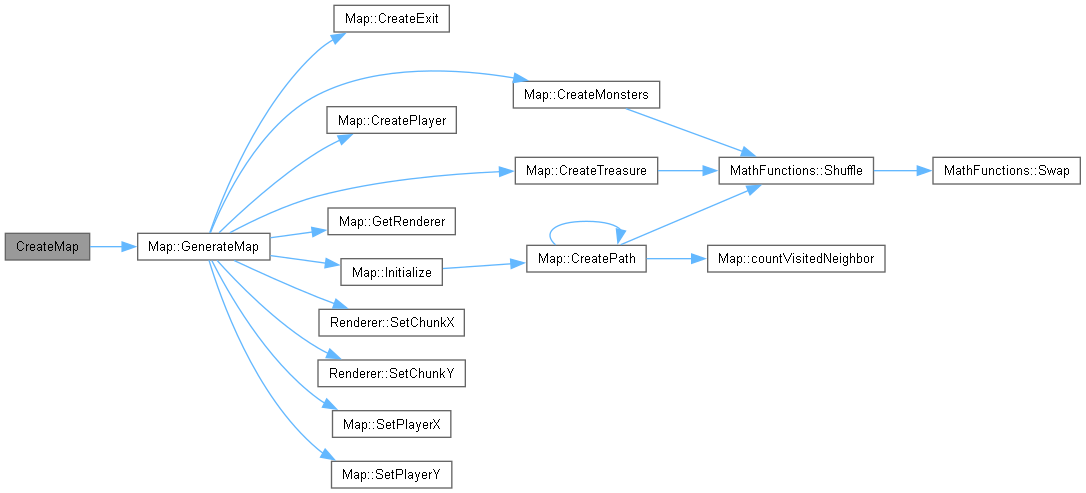 Map::CreateExit
Map::CreateMonsters
Map::CreatePlayer
Map::CreateTreasure
MathFunctions::Shuffle
MathFunctions::Swap
Map::GetRenderer
CreateMap
Map::GenerateMap
Map::CreatePath
Map::countVisitedNeighbor
Map::Initialize
Renderer::SetChunkX
Renderer::SetChunkY
Map::SetPlayerX
Map::SetPlayerY